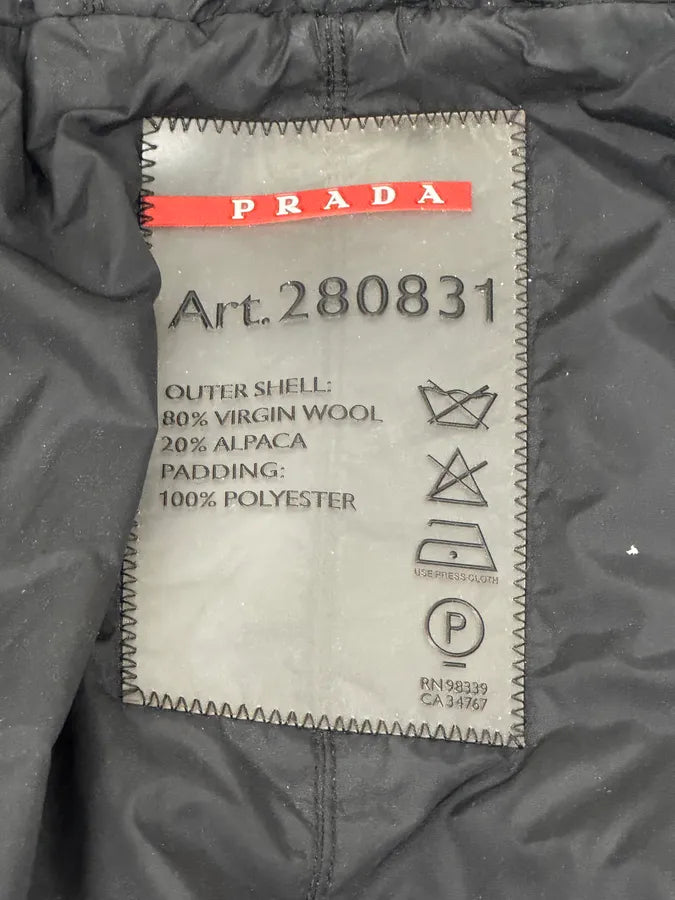 PRADA
Art. 280831
OUTER SHELL:
80% VIRGIN WOOL
20% ALPACA
PADDING:
100% POLYESTER
USE PRESS CLOTH
P
RN 98339
CA 34767